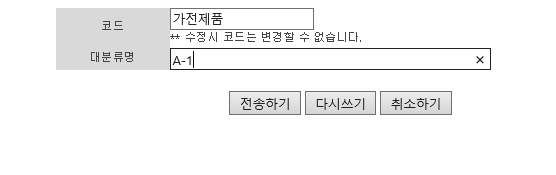 코드 가전제품
** 수정시 코드는 변경할 수 없습니다.
대분류명 A-1 ×
전송하기 다시쓰기 취소하기